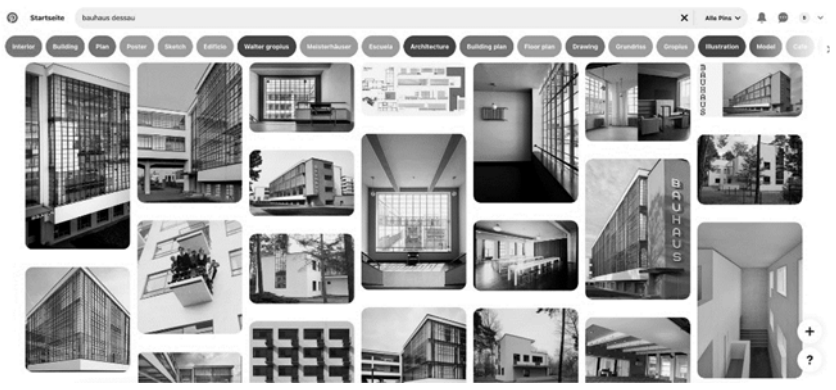 Startseite bauhaus dessau Alle Pins
Interior Building Plan Poster Sketch Edificio Walter gropius Meisterhäuser Escuela Architecture Building plan Floor plan Drawing Grundriss Gropius Illustration Model Cafe
BAUHAUS
BAUHAUS
+
?